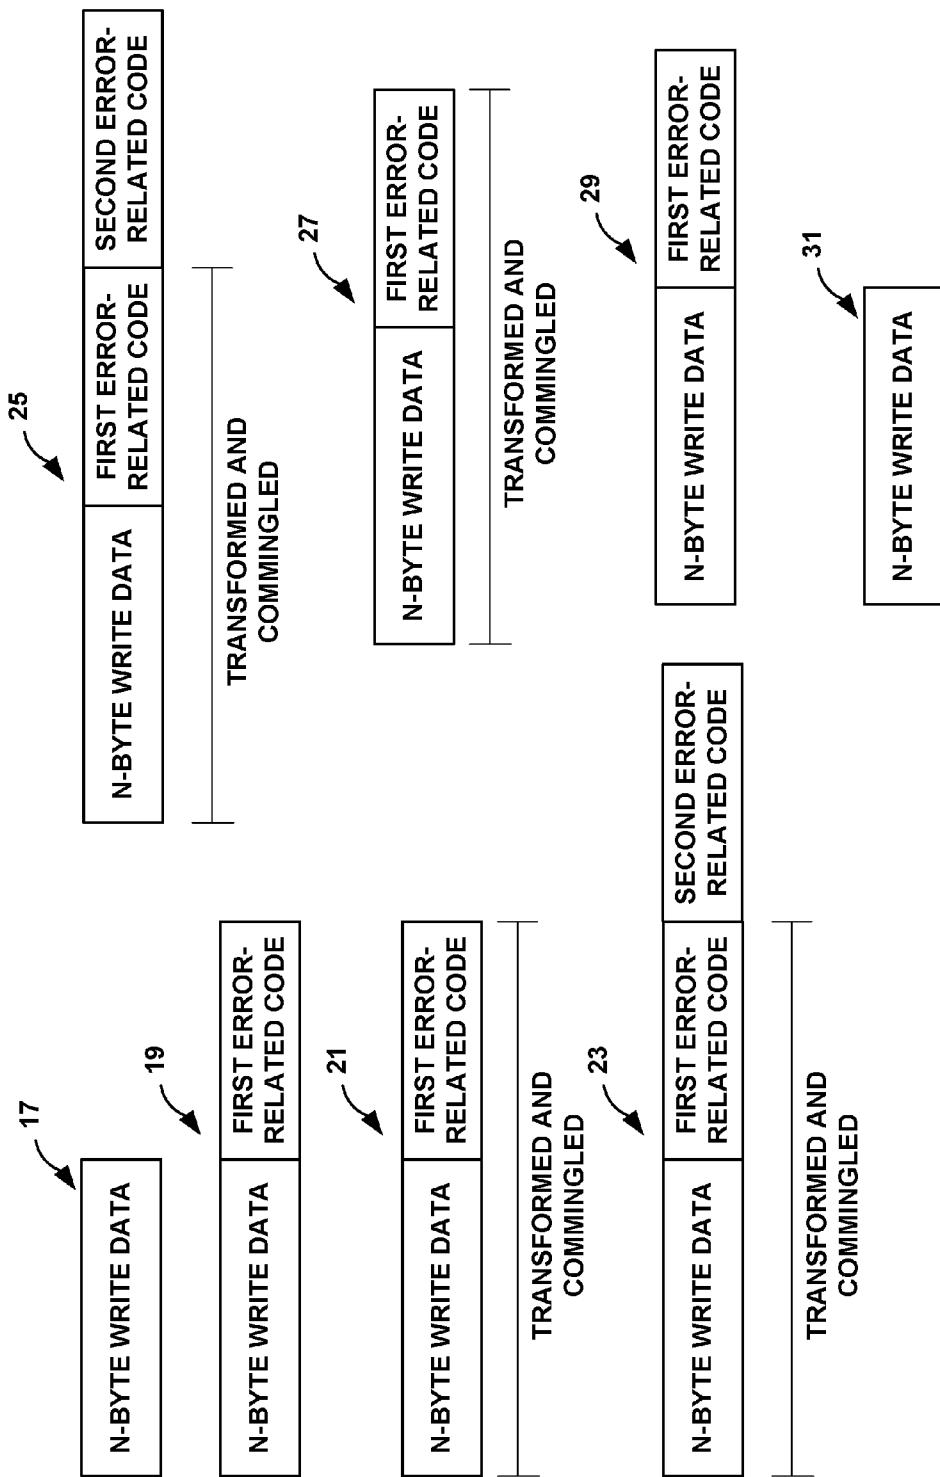 17
N-BYTE WRITE DATA
19
N-BYTE WRITE DATA
FIRST ERROR-
RELATED CODE
21
N-BYTE WRITE DATA
FIRST ERROR-
RELATED CODE
TRANSFORMED AND
COMMINGLED
23
N-BYTE WRITE DATA
FIRST ERROR-
RELATED CODE
SECOND ERROR-
RELATED CODE
TRANSFORMED AND
COMMINGLED
25
N-BYTE WRITE DATA
FIRST ERROR-
RELATED CODE
SECOND ERROR-
RELATED CODE
TRANSFORMED AND
COMMINGLED
27
N-BYTE WRITE DATA
FIRST ERROR-
RELATED CODE
TRANSFORMED AND
COMMINGLED
29
N-BYTE WRITE DATA
FIRST ERROR-
RELATED CODE
31
N-BYTE WRITE DATA